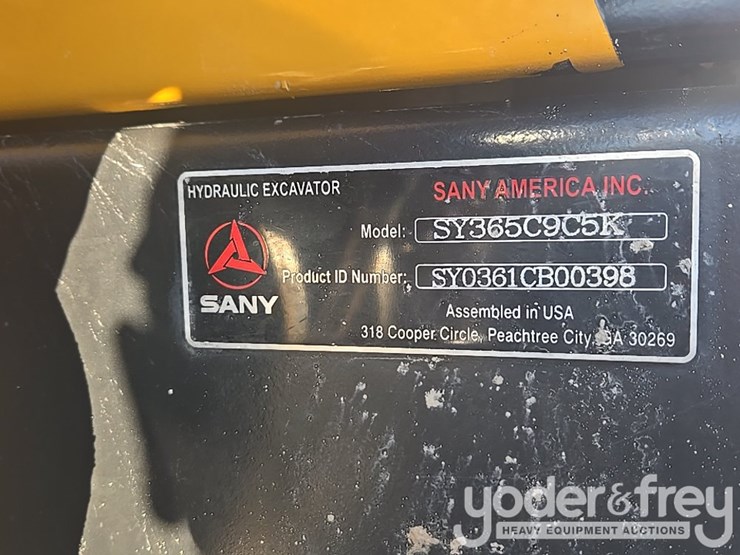 HYDRAULIC EXCAVATOR
SANY AMERICA INC.
Model: SY365C9C5K
Product ID Number: SY0361CB00398
SANY
Assembled in USA
318 Cooper Circle, Peachtree City, GA 30269
yoder&frey
HEAVY EQUIPMENT AUCTIONS